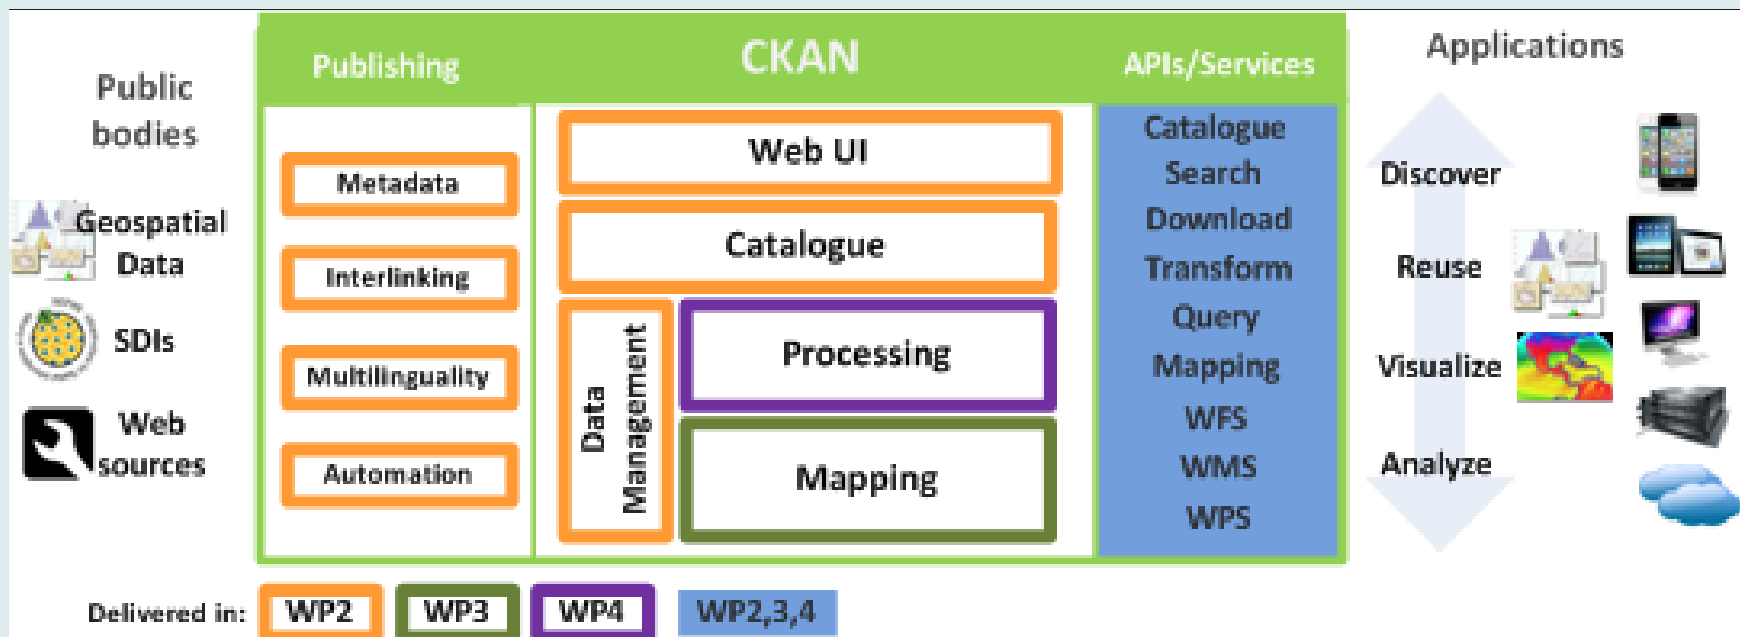 Public
bodies
Geospatial
Data
SDIs
Web
sources
Publishing
Metadata
Interlinking
Multilinguality
Automation
CKAN
Web UI
Catalogue
Data
Management
Processing
Mapping
APIs/Services
Catalogue
Search
Download
Transform
Query
Mapping
WFS
WMS
WPS
Applications
Discover
Reuse
Visualize
Analyze
Delivered in: WP2 WP3 WP4 WP2,3,4